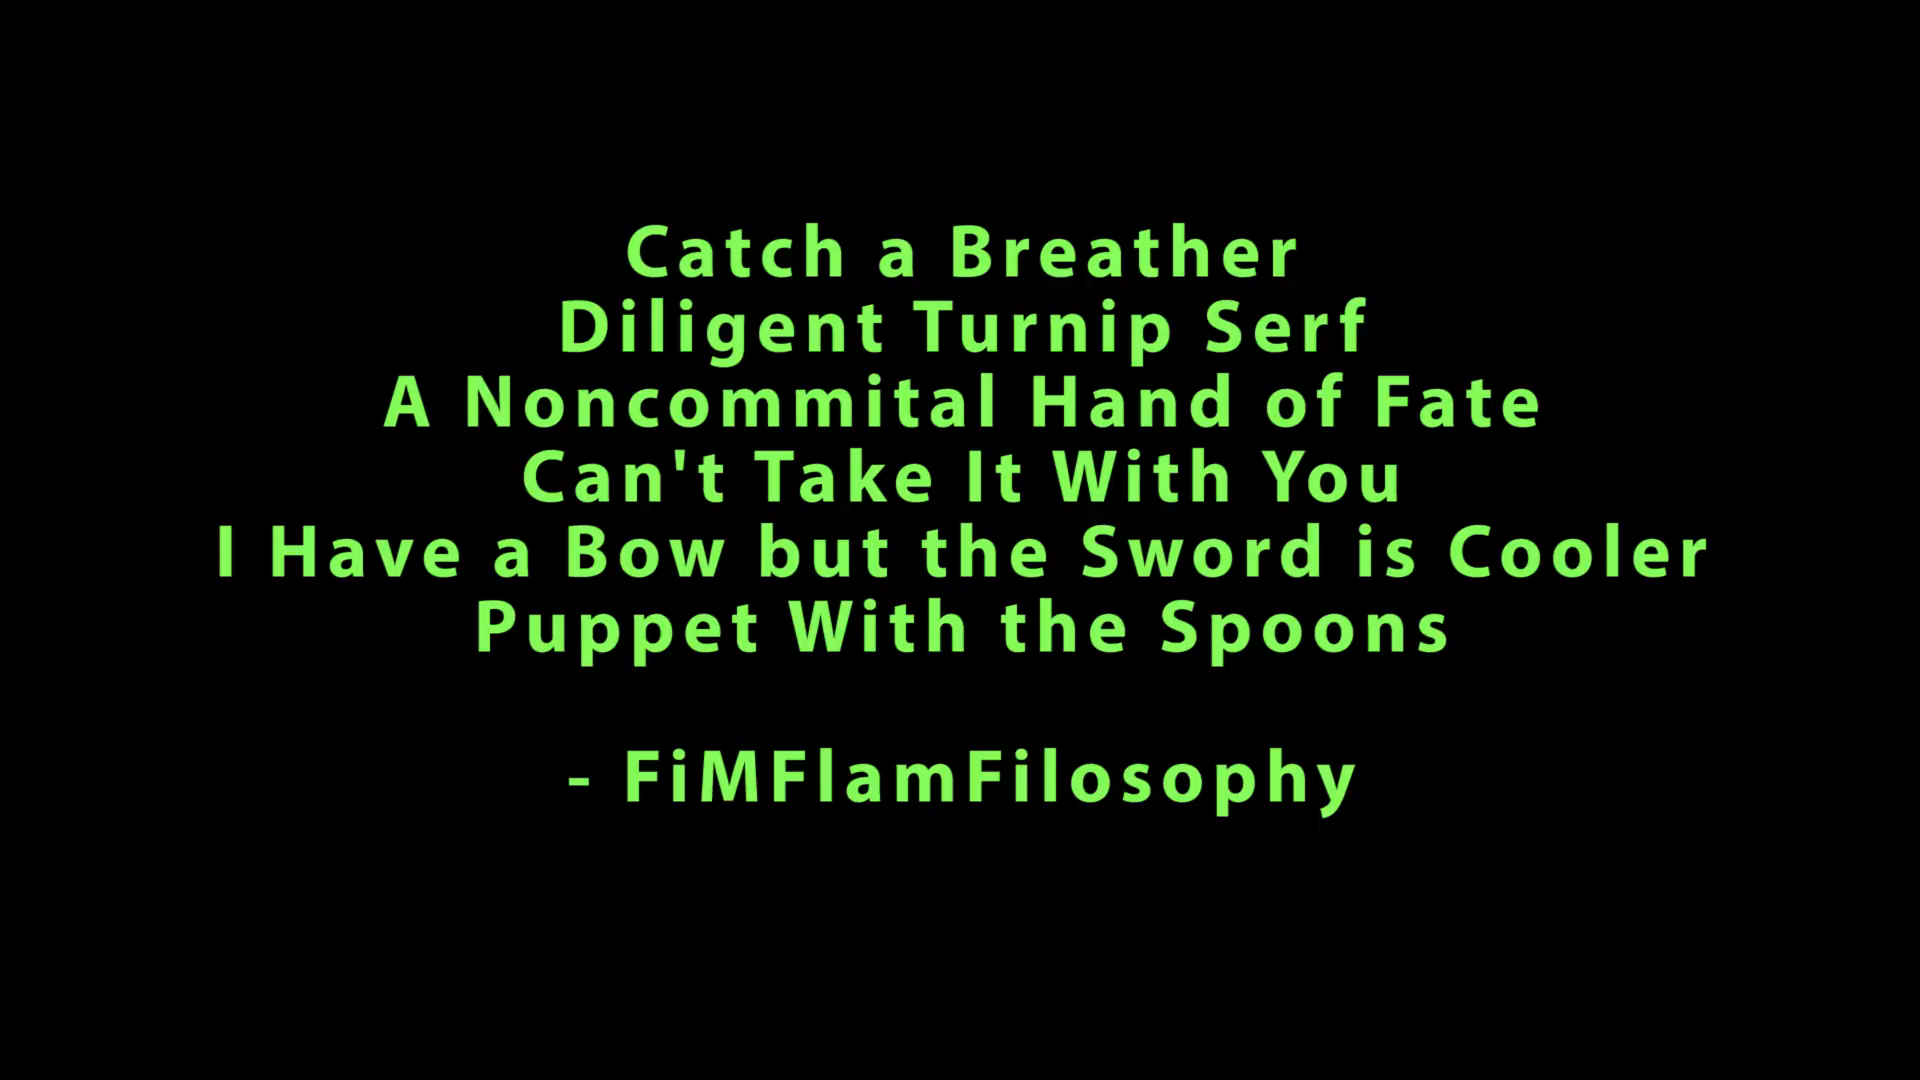 Catch a Breather
Diligent Turnip Serf
A Noncommital Hand of Fate
Can't Take It With You
I Have a Bow but the Sword is Cooler
Puppet With the Spoons
- FiMFlamFilosophy